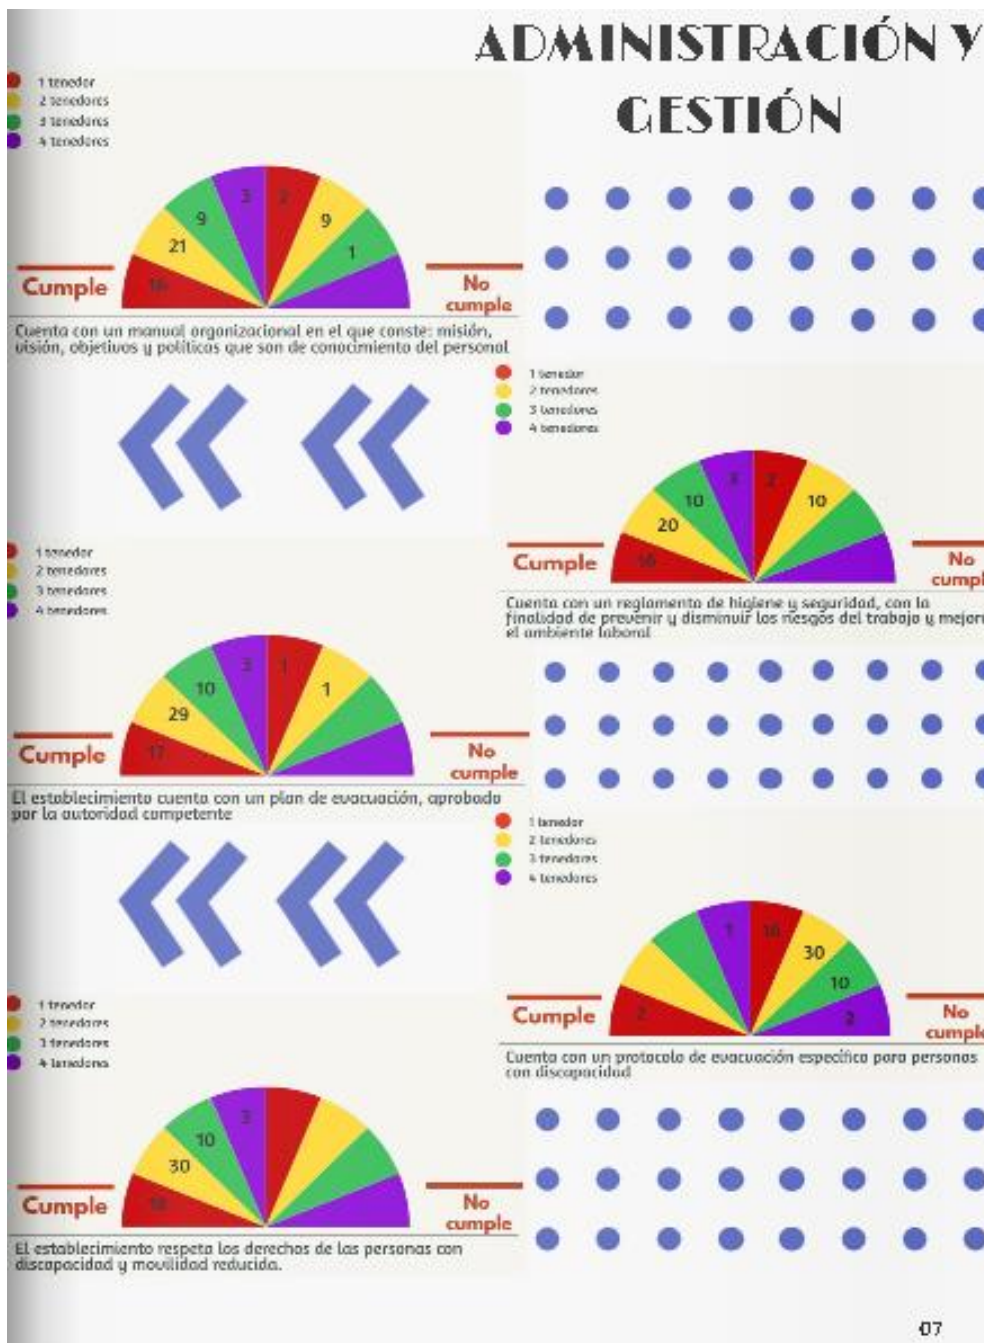 ADMINISTRACIÓN Y
GESTIÓN
1 tenedor
2 tenedores
3 tenedores
4 tenedores
16
21
9
3
2
9
1
Cumple
No
cumple
Cuenta con un manual organizacional en el que conste: misión,
visión, objetivos y políticas que son de conocimiento del personal
1 tenedor
2 tenedores
3 tenedores
4 tenedores
16
20
10
3
2
10
Cumple
No
cumpl
Cuenta con un reglamento de higiene y seguridad, con la
finalidad de prevenir y disminuir los riesgos del trabajo y mejor
el ambiente laboral
1 tenedor
2 tenedores
3 tenedores
4 tenedores
17
29
10
3
1
1
Cumple
No
cumple
El establecimiento cuenta con un plan de evacuación, aprobado
por la autoridad competente
1 tenedor
2 tenedores
3 tenedores
4 tenedores
2
1
16
30
10
2
Cumple
No
cumple
Cuenta con un protocolo de evacuación específico para personas
con discapacidad
1 tenedor
2 tenedores
3 tenedores
4 tenedores
18
30
10
3
Cumple
No
cumple
El establecimiento respeta los derechos de las personas con
discapacidad y movilidad reducida.
07